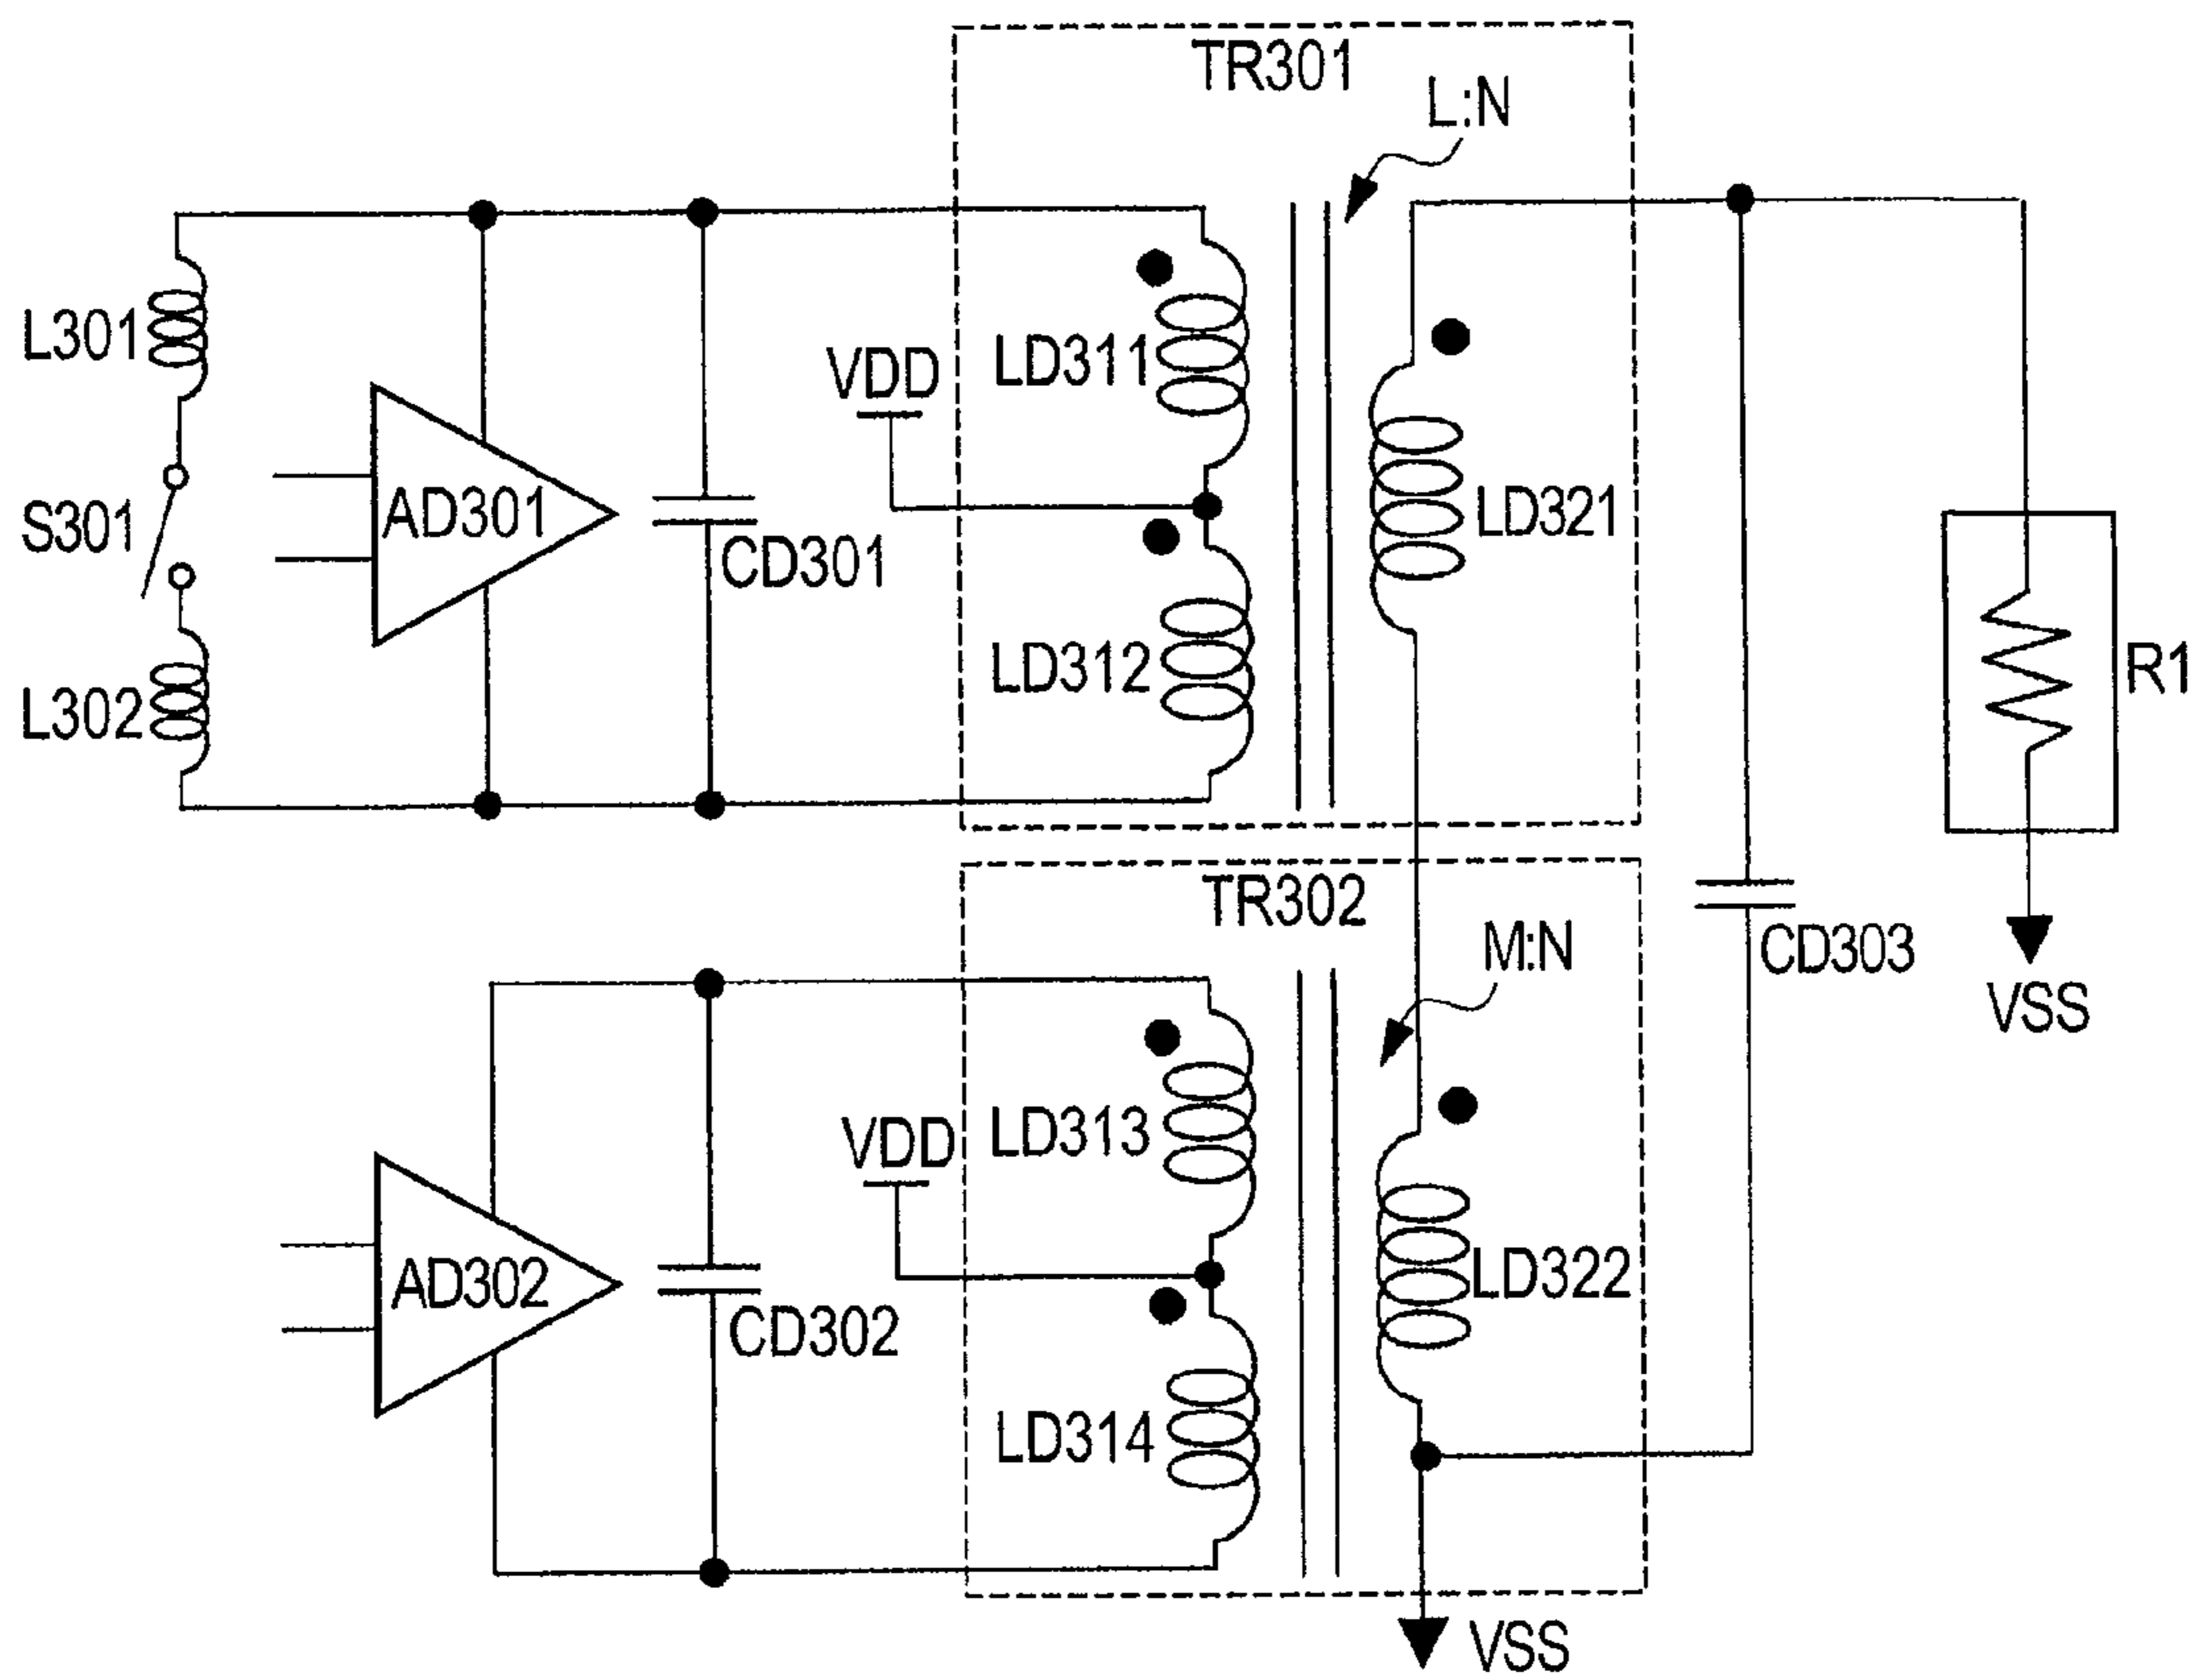 TR301
L:N
L301
S301
L302
AD301
CD301
VDD
LD311
LD312
LD321
R1
VSS
CD303
TR302
M:N
AD302
CD302
VDD
LD313
LD314
LD322
VSS